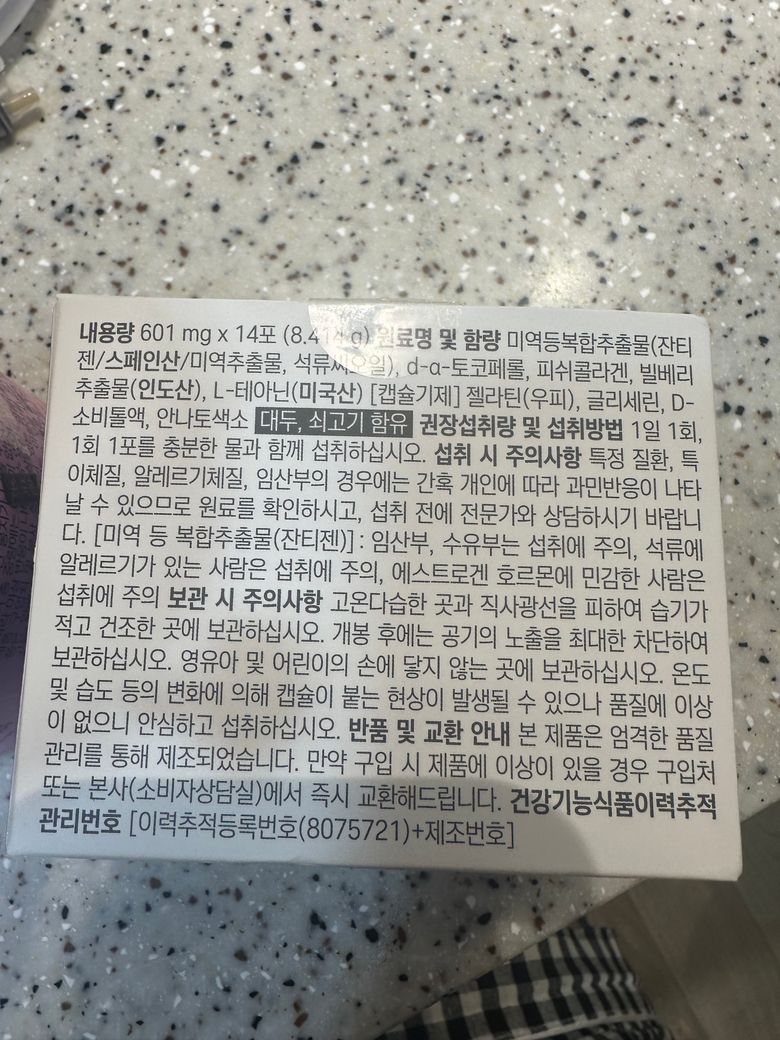 내용량 601 mg x 14포 (8.414 g) 원료명 및 함량 미역등복합추출물(잔티
젠/스페인산/미역추출물, 석류씨오일), d-α-토코페롤, 피쉬콜라겐, 빌베리
추출물(인도산), L-테아닌(미국산) [캡슐기제] 젤라틴(우피), 글리세린, D-
소비톨액, 안나토색소 대두, 쇠고기 함유 권장섭취량 및 섭취방법 1일 1회,
1회 1포를 충분한 물과 함께 섭취하십시오. 섭취 시 주의사항 특정 질환, 특
이체질, 알레르기체질, 임산부의 경우에는 간혹 개인에 따라 과민반응이 나타
날 수 있으므로 원료를 확인하시고, 섭취 전에 전문가와 상담하시기 바랍니
다. [미역 등 복합추출물(잔티젠)] : 임산부, 수유부는 섭취에 주의, 석류에
알레르기가 있는 사람은 섭취에 주의, 에스트로겐 호르몬에 민감한 사람은
섭취에 주의 보관 시 주의사항 고온다습한 곳과 직사광선을 피하여 습기가
적고 건조한 곳에 보관하십시오. 개봉 후에는 공기의 노출을 최대한 차단하여
보관하십시오. 영유아 및 어린이의 손에 닿지 않는 곳에 보관하십시오. 온도
및 습도 등의 변화에 의해 캡슐이 붙는 현상이 발생될 수 있으나 품질에 이상
이 없으니 안심하고 섭취하십시오. 반품 및 교환 안내 본 제품은 엄격한 품질
관리를 통해 제조되었습니다. 만약 구입 시 제품에 이상이 있을 경우 구입처
또는 본사(소비자상담실)에서 즉시 교환해드립니다. 건강기능식품이력추적
관리번호 [이력추적등록번호(8075721)+제조번호]